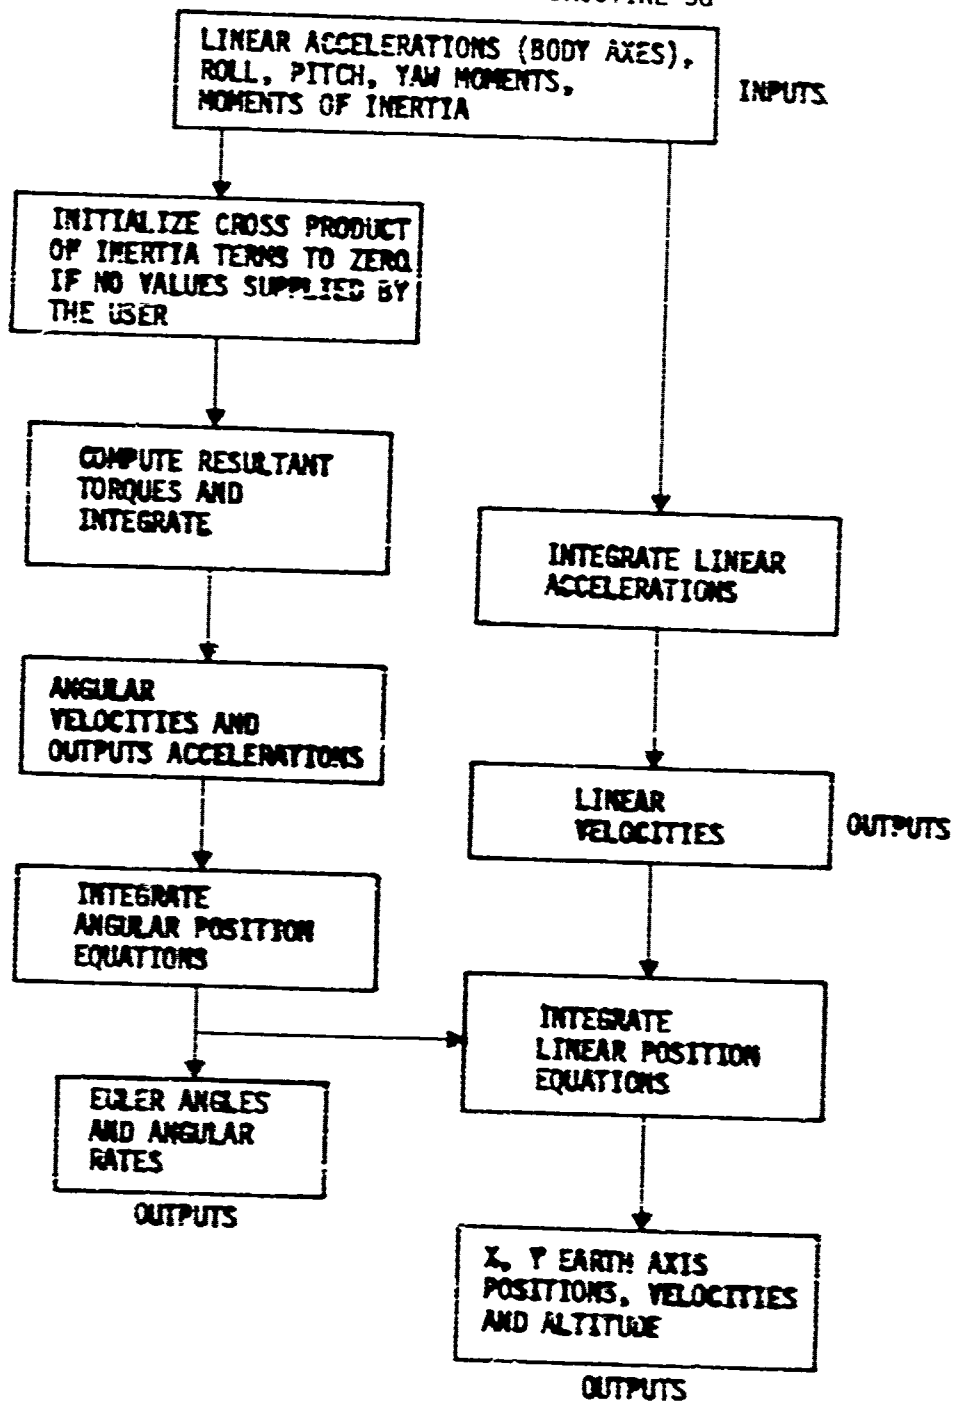 LINEAR ACCELERATIONS (BODY AXES),
ROLL, PITCH, YAW MOMENTS,
MOMENTS OF INERTIA
INPUTS
INITIALIZE CROSS PRODUCT
OF INERTIA TERMS TO ZERO
IF NO VALUES SUPPLIED BY
THE USER
COMPUTE RESULTANT
TORQUES AND
INTEGRATE
INTEGRATE LINEAR
ACCELERATIONS
ANGULAR
VELOCITIES AND
OUTPUTS ACCELERATIONS
LINEAR
VELOCITIES
OUTPUTS
INTEGRATE
ANGULAR POSITION
EQUATIONS
INTEGRATE
LINEAR POSITION
EQUATIONS
EULER ANGLES
AND ANGULAR
RATES
OUTPUTS
X, Y EARTH AXIS
POSITIONS, VELOCITIES
AND ALTITUDE
OUTPUTS